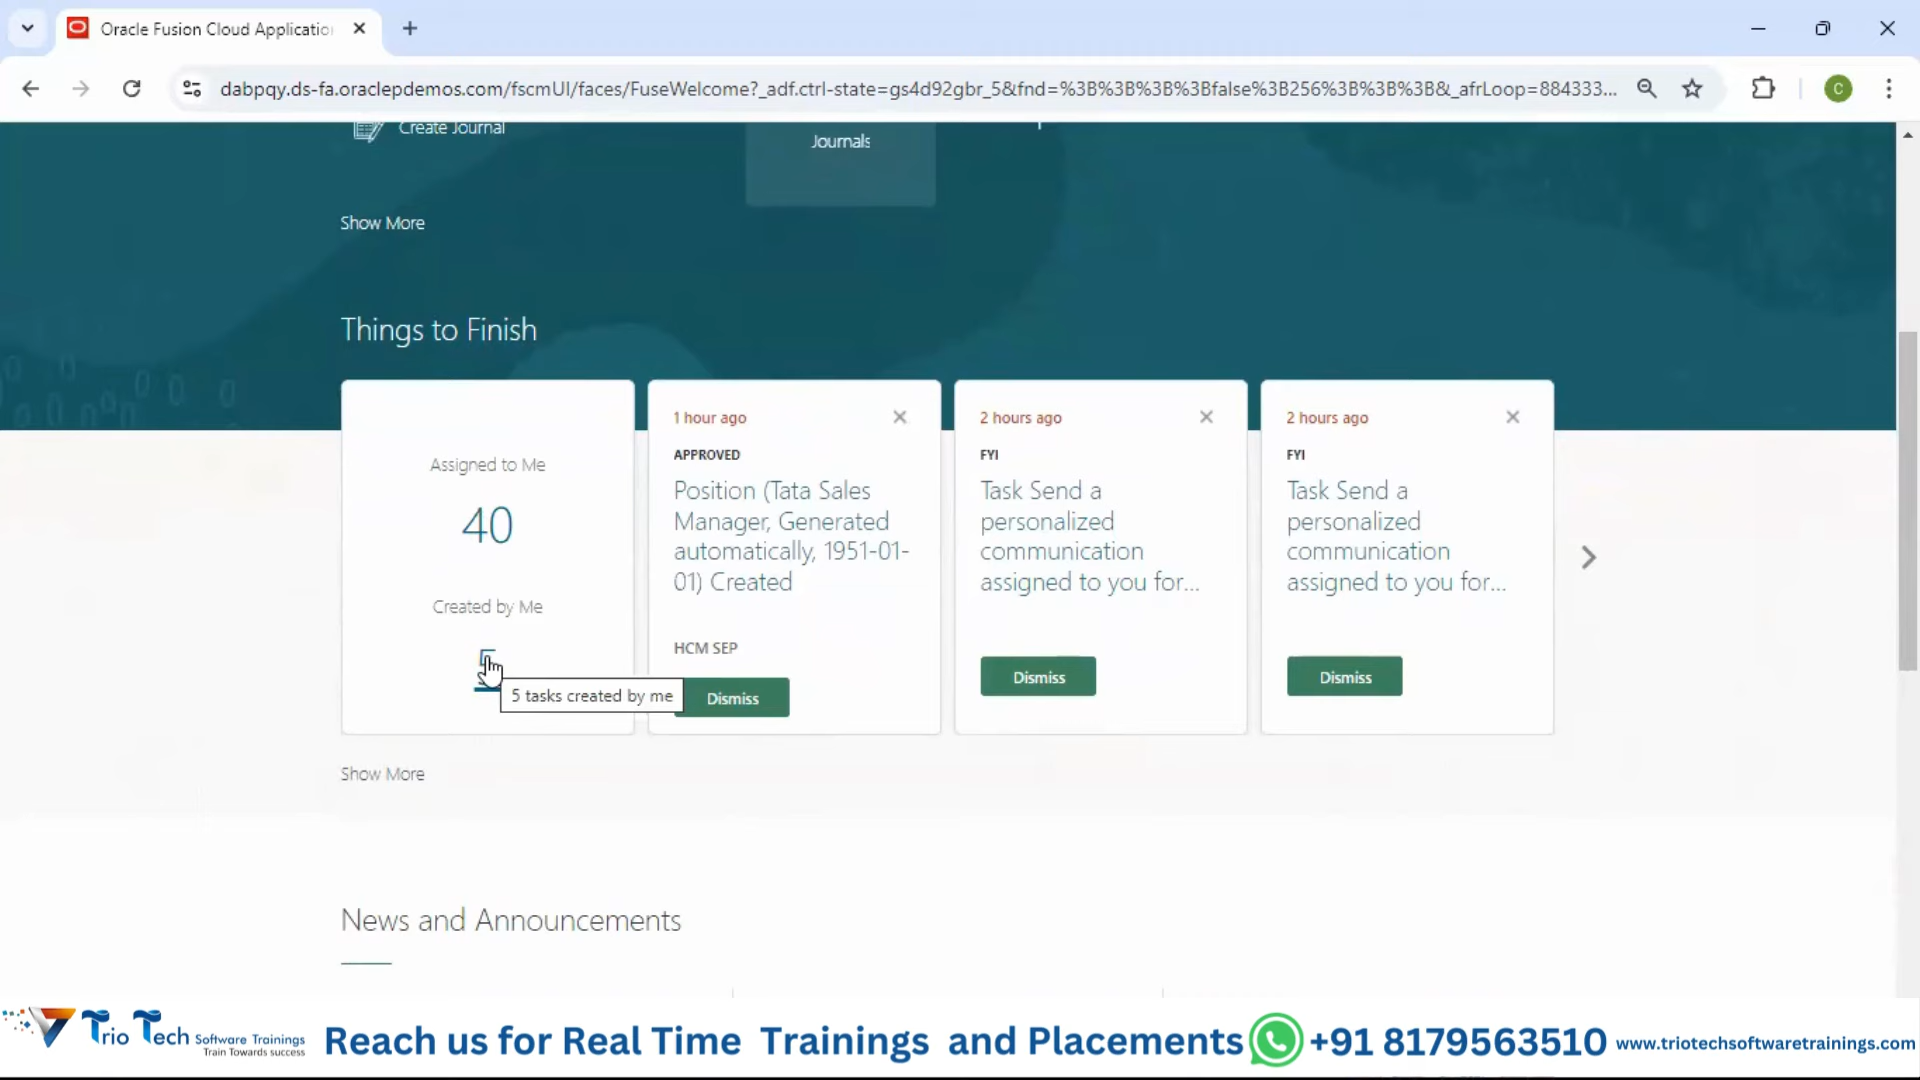 Oracle Fusion Cloud Applicatio
dabpqy.ds-fa.oraclepdemos.com/fscmUI/faces/FuseWelcome?_adf.ctrl-state=gs4d92gbr_5&fnd=%3B%3B%3B%3Bfalse%3B256%3B%3B%3B&_afrLoop=884333...
C
Create Journal
Journals
Show More
Things to Finish
Assigned to Me
40
Created by Me
5 tasks created by me
1 hour ago
APPROVED
Position (Tata Sales
Manager, Generated
automatically, 1951-01-
01) Created
HCM SEP
Dismiss
2 hours ago
FYI
Task Send a
personalized
communication
assigned to you for...
Dismiss
2 hours ago
FYI
Task Send a
personalized
communication
assigned to you for...
Dismiss
Show More
News and Announcements
Trio Tech Software Trainings
Train Towards success
Reach us for Real Time Trainings and Placements +91 8179563510 www.triotechsoftwaretrainings.com